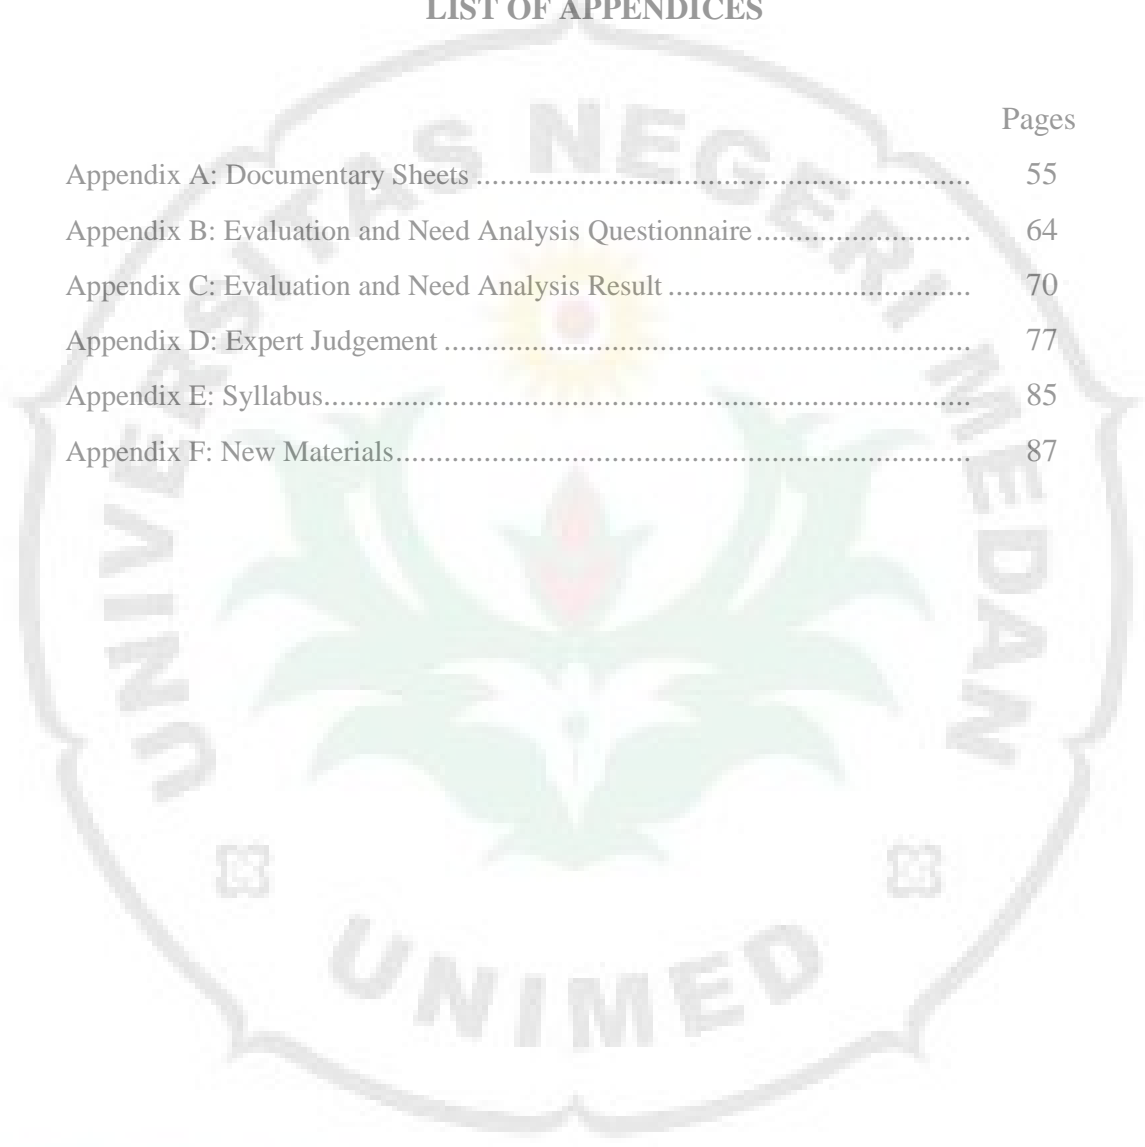 LIST OF APPENDICES
Pages
Appendix A: Documentary Sheets ............................................................. 55
Appendix B: Evaluation and Need Analysis Questionnaire .......................... 64
Appendix C: Evaluation and Need Analysis Result ..................................... 70
Appendix D: Expert Judgement ................................................................. 77
Appendix E: Syllabus................................................................................ 85
Appendix F: New Materials....................................................................... 87
UNIVERSITAS NEGERI MEDAN
UNIMED